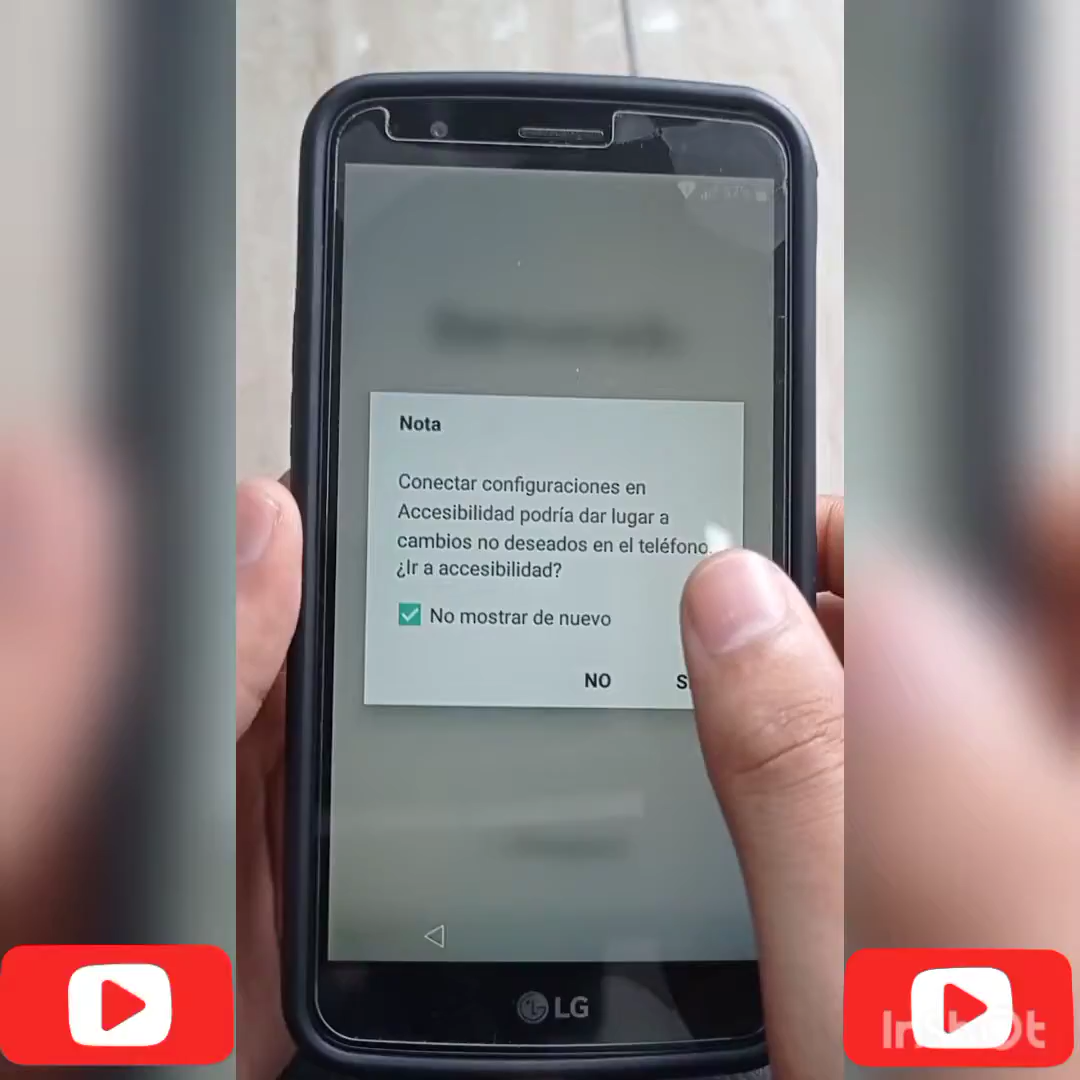 Nota
Conectar configuraciones en
Accesibilidad podría dar lugar a
cambios no deseados en el teléfono.
¿Ir a accesibilidad?
No mostrar de nuevo
NO
LG
InShOt